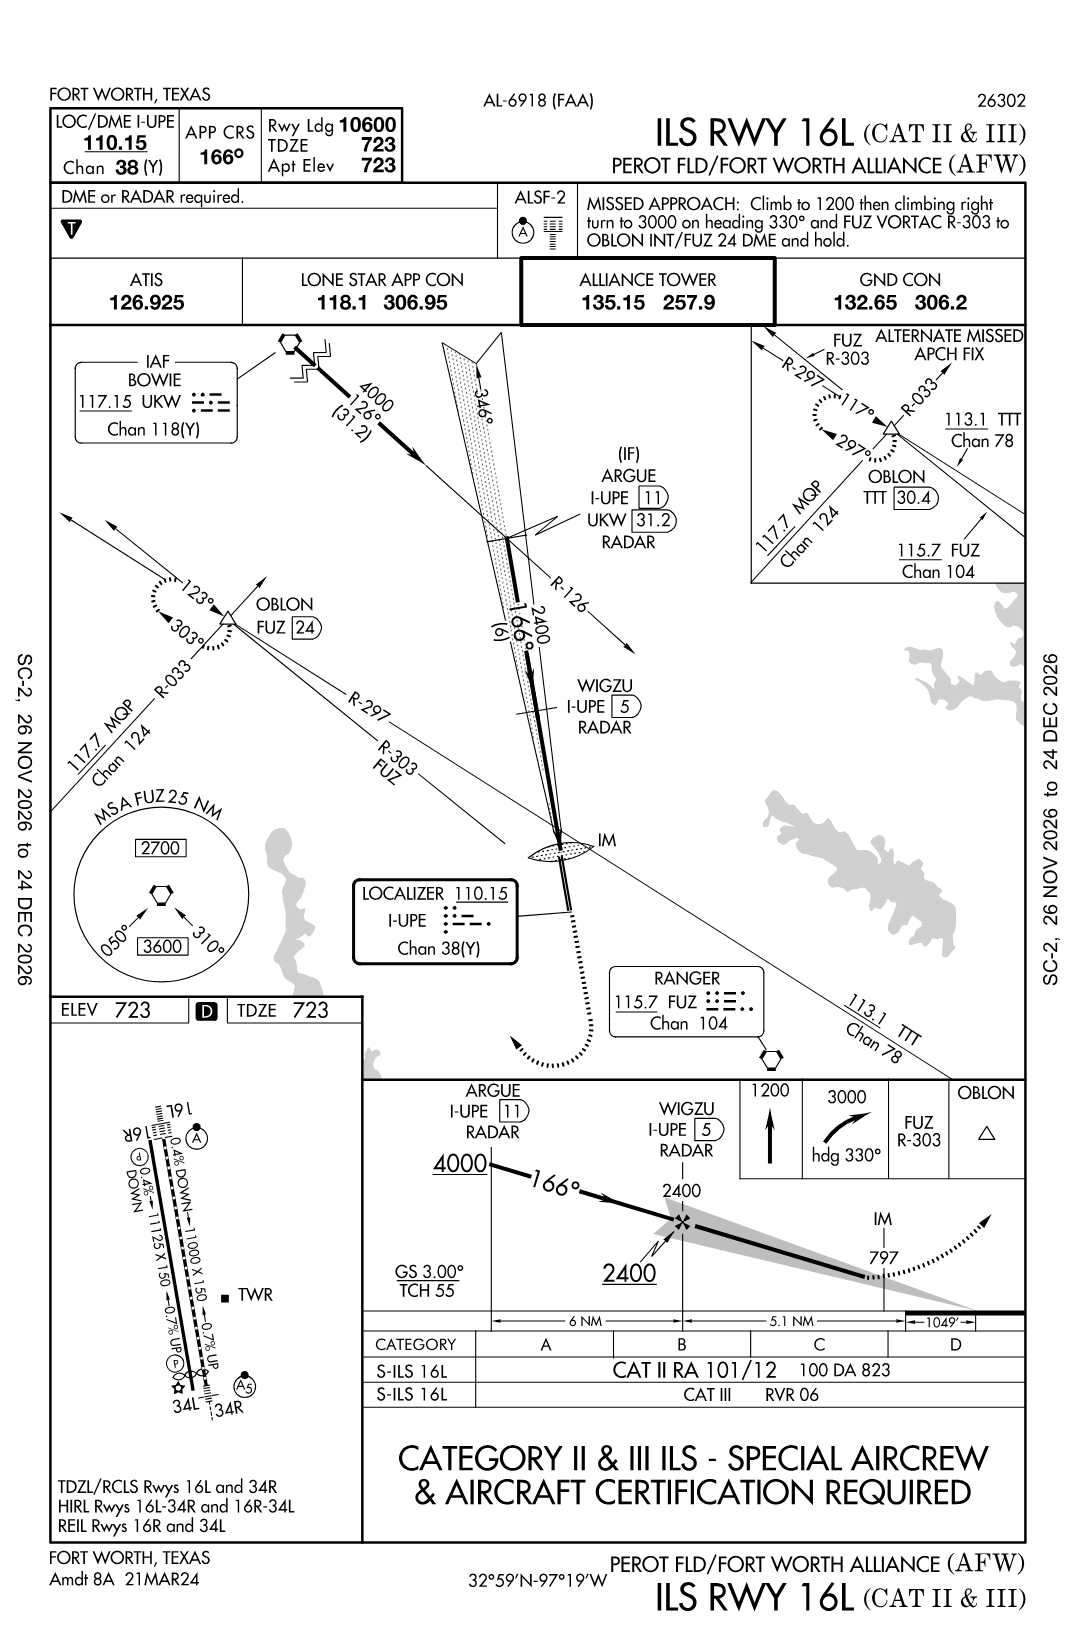 FORT WORTH, TEXAS
AL-6918 (FAA)
26302
LOC/DME I-UPE
110.15
Chan 38 (Y)
APP CRS
166°
Rwy Ldg 10600
TDZE 723
Apt Elev 723
ILS RWY 16L (CAT II & III)
PEROT FLD/FORT WORTH ALLIANCE (AFW)
DME or RADAR required.
T
ALSF-2
A
MISSED APPROACH: Climb to 1200 then climbing right
turn to 3000 on heading 330° and FUZ VORTAC R-303 to
OBLON INT/FUZ 24 DME and hold.
ATIS
126.925
LONE STAR APP CON
118.1 306.95
ALLIANCE TOWER
135.15 257.9
GND CON
132.65 306.2
IAF
BOWIE
117.15 UKW
Chan 118(Y)
4000
126°
(31.2)
346°
(IF)
ARGUE
I-UPE 11
UKW 31.2
RADAR
R-126
ALTERNATE MISSED
APCH FIX
FUZ
R-303
R-297
117°
297°
R-033
113.1 TTT
Chan 78
OBLON
TTT 30.4
117.7 MQP
Chan 124
115.7 FUZ
Chan 104
123°
303°
OBLON
FUZ 24
R-033
117.7 MQP
Chan 124
R-297
R-303
FUZ
2400
166°
(6)
WIGZU
I-UPE 5
RADAR
IM
MSA FUZ 25 NM
2700
050°
310°
3600
LOCALIZER 110.15
I-UPE
Chan 38(Y)
RANGER
115.7 FUZ
Chan 104
113.1 TTT
Chan 78
SC-2, 26 NOV 2026 to 24 DEC 2026
SC-2, 26 NOV 2026 to 24 DEC 2026
ELEV 723
D
TDZE 723
16L
16R
A
P
0.4% DOWN
0.4% DOWN
11125 X 150
11000 X 150
0.7% UP
0.7% UP
TWR
P
A5
34L
34R
TDZL/RCLS Rwys 16L and 34R
HIRL Rwys 16L-34R and 16R-34L
REIL Rwys 16R and 34L
ARGUE
I-UPE 11
RADAR
4000
166°
WIGZU
I-UPE 5
RADAR
2400
2400
1200
3000
hdg 330°
FUZ
R-303
OBLON
IM
797
GS 3.00°
TCH 55
6 NM
5.1 NM
1049'
CATEGORY A B C D
S-ILS 16L CAT II RA 101/12 100 DA 823
S-ILS 16L CAT III RVR 06
CATEGORY II & III ILS - SPECIAL AIRCREW
& AIRCRAFT CERTIFICATION REQUIRED
FORT WORTH, TEXAS
Amdt 8A 21MAR24
32°59'N-97°19'W
PEROT FLD/FORT WORTH ALLIANCE (AFW)
ILS RWY 16L (CAT II & III)